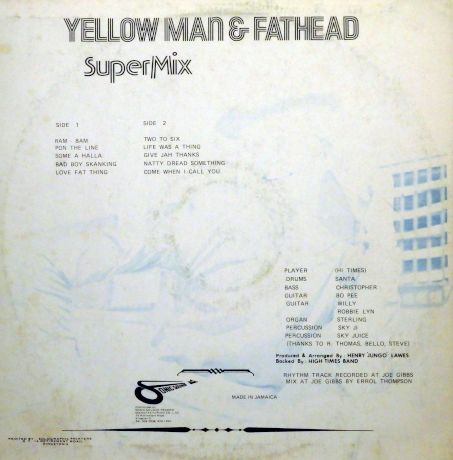 YELLOW MAN & FATHEAD
SuperMix
SIDE 1
RAM BAM
PON THE LINE
SOME A HALLA
BAD BOY SKANKING
LOVE FAT THING
SIDE 2
TWO TO SIX
LIFE WAS A THING
GIVE JAH THANKS
NATTY DREAD SOMETHING
COME WHEN I CALL YOU
PLAYER (HI TIMES)
DRUMS SANTA
BASS CHRISTOPHER
GUITAR BO PEE
GUITAR WILLY
ROBBIE LYN
ORGAN STERLING
PERCUSSION SKY JI
PERCUSSION SKY JUICE
(THANKS TO R. THOMAS, BELLO, STEVE)
Produced & Arranged By HENRY 'JUNGO' LAWES
Backed By HIGH TIMES BAND
RHYTHM TRACK RECORDED AT JOE GIBBS
MIX AT JOE GIBBS BY ERROL THOMPSON
MADE IN JAMAICA